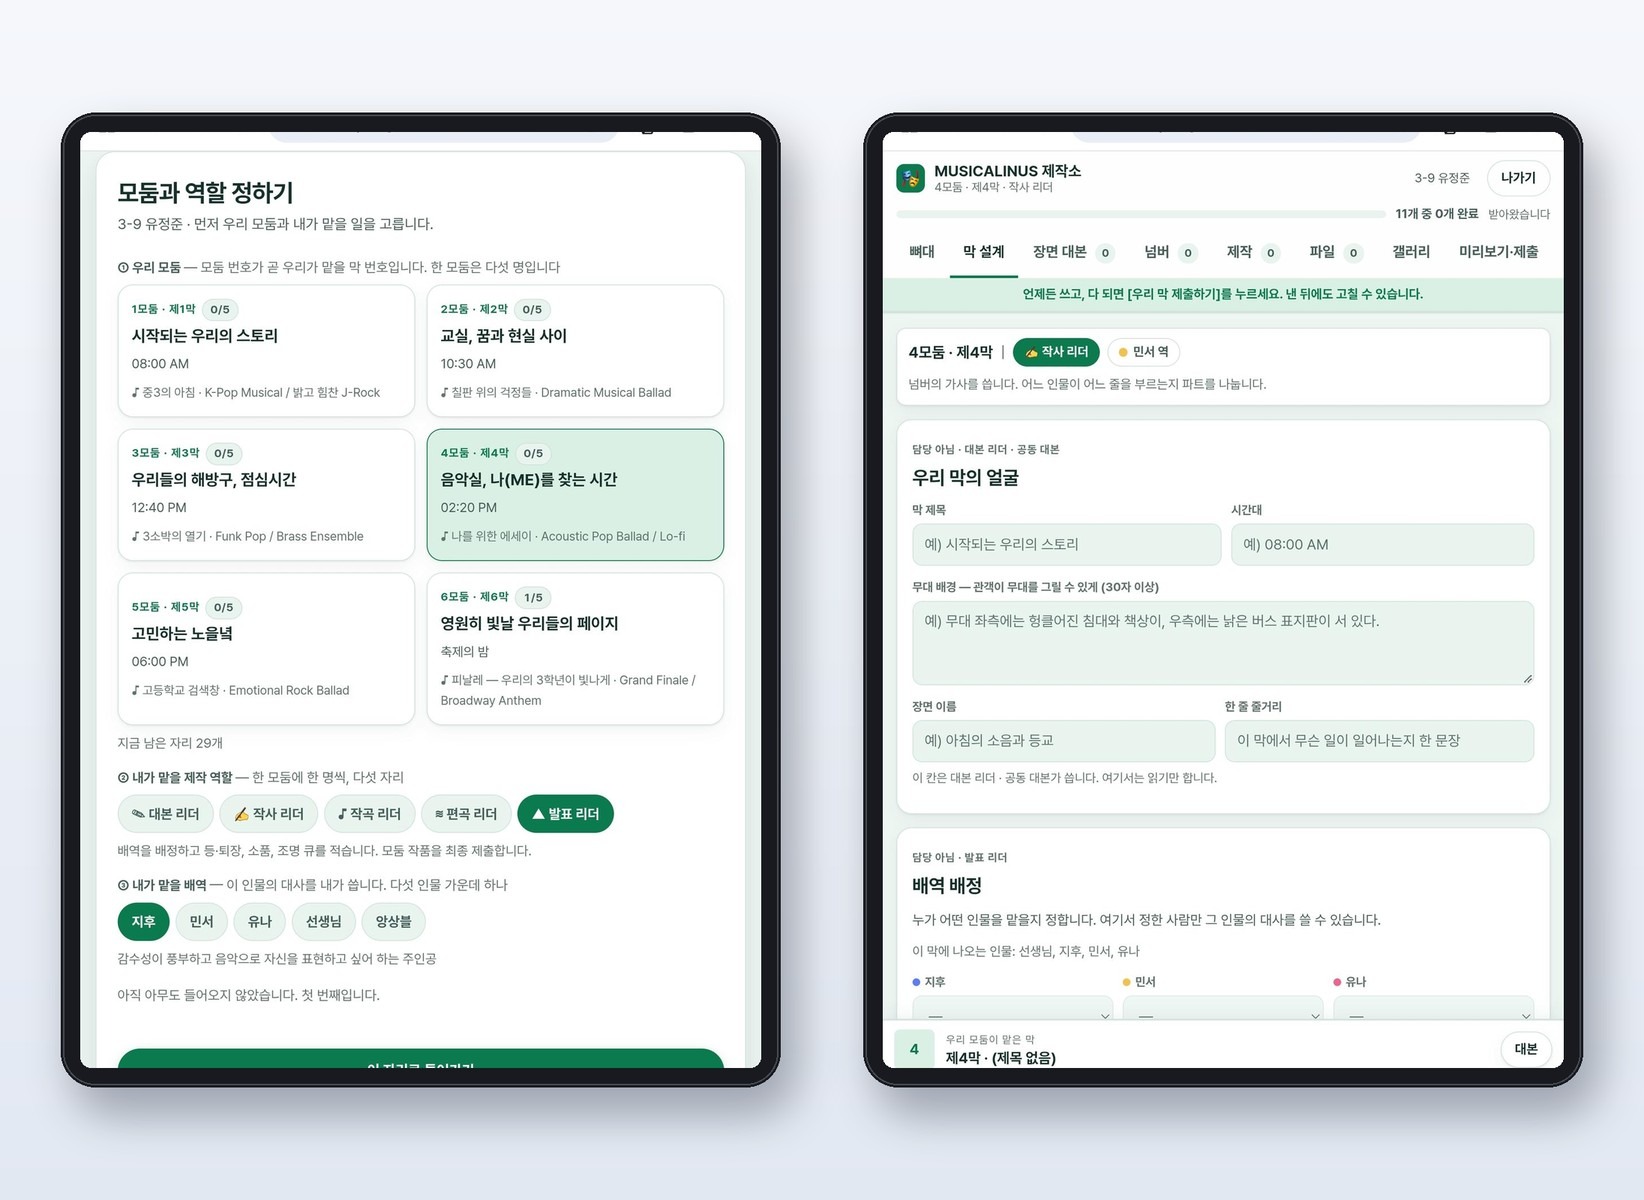 모둠과 역할 정하기
3-9 유정준 · 먼저 우리 모둠과 내가 맡을 일을 고릅니다.
① 우리 모둠 — 모둠 번호가 곧 우리가 맡을 막 번호입니다. 한 모둠은 다섯 명입니다
1모둠 · 제1막 0/5
시작되는 우리의 스토리
08:00 AM
♪ 중3의 아침 · K-Pop Musical / 밝고 힘찬 J-Rock
2모둠 · 제2막 0/5
교실, 꿈과 현실 사이
10:30 AM
♪ 칠판 위의 걱정들 · Dramatic Musical Ballad
3모둠 · 제3막 0/5
우리들의 해방구, 점심시간
12:40 PM
♪ 3소박의 열기 · Funk Pop / Brass Ensemble
4모둠 · 제4막 0/5
음악실, 나(ME)를 찾는 시간
02:20 PM
♪ 나를 위한 에세이 · Acoustic Pop Ballad / Lo-fi
5모둠 · 제5막 0/5
고민하는 노을녘
06:00 PM
♪ 고등학교 검색창 · Emotional Rock Ballad
6모둠 · 제6막 1/5
영원히 빛날 우리들의 페이지
축제의 밤
♪ 피날레 — 우리의 3학년이 빛나게 · Grand Finale /
Broadway Anthem
지금 남은 자리 29개
② 내가 맡을 제작 역할 — 한 모둠에 한 명씩, 다섯 자리
✎ 대본 리더 ✍ 작사 리더 ♪ 작곡 리더 ≋ 편곡 리더 ▲ 발표 리더
배역을 배정하고 등·퇴장, 소품, 조명 큐를 적습니다. 모둠 작품을 최종 제출합니다.
③ 내가 맡을 배역 — 이 인물의 대사를 내가 씁니다. 다섯 인물 가운데 하나
지후 민서 유나 선생님 앙상블
감수성이 풍부하고 음악으로 자신을 표현하고 싶어 하는 주인공
아직 아무도 들어오지 않았습니다. 첫 번째입니다.
MUSICALINUS 제작소
4모둠 · 제4막 · 작사 리더
3-9 유정준 나가기
11개 중 0개 완료 받아왔습니다
뼈대 막 설계 장면 대본 0 넘버 0 제작 0 파일 0 갤러리 미리보기·제출
언제든 쓰고, 다 되면 [우리 막 제출하기]를 누르세요. 낸 뒤에도 고칠 수 있습니다.
4모둠 · 제4막 | ✍ 작사 리더 민서 역
넘버의 가사를 씁니다. 어느 인물이 어느 줄을 부르는지 파트를 나눕니다.
담당 아님 · 대본 리더 · 공동 대본
우리 막의 얼굴
막 제목 시간대
예) 시작되는 우리의 스토리 예) 08:00 AM
무대 배경 — 관객이 무대를 그릴 수 있게 (30자 이상)
예) 무대 좌측에는 헝클어진 침대와 책상이, 우측에는 낡은 버스 표지판이 서 있다.
장면 이름 한 줄 줄거리
예) 아침의 소음과 등교 이 막에서 무슨 일이 일어나는지 한 문장
이 칸은 대본 리더 · 공동 대본가 씁니다. 여기서는 읽기만 합니다.
담당 아님 · 발표 리더
배역 배정
누가 어떤 인물을 맡을지 정합니다. 여기서 정한 사람만 그 인물의 대사를 쓸 수 있습니다.
이 막에 나오는 인물: 선생님, 지후, 민서, 유나
지후 민서 유나
— — —
4 우리 모둠이 맡은 막
제4막 · (제목 없음)
대본